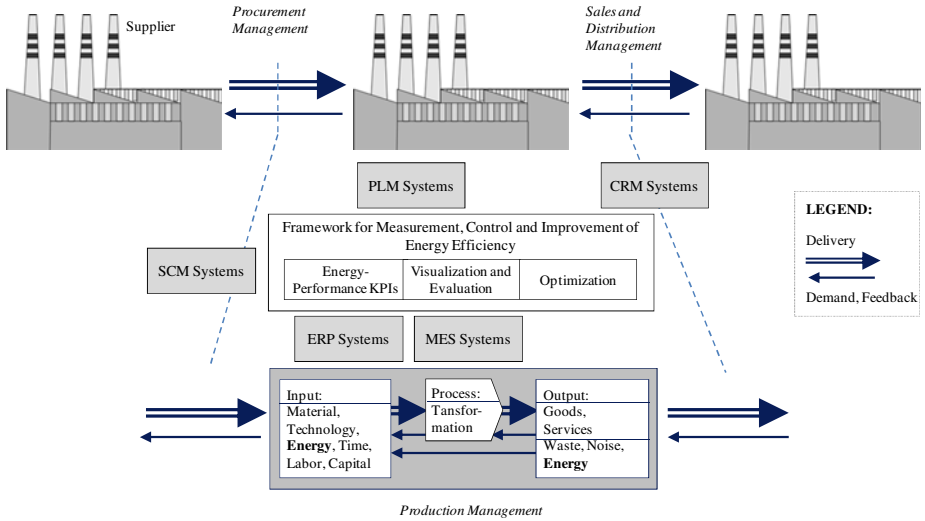 Procurement
Management
Sales and
Distribution
Management
Supplier
PLM Systems
CRM Systems
SCM Systems
Framework for Measurement, Control and Improvement of
Energy Efficiency
Energy-
Performance KPIs
Visualization and
Evaluation
Optimization
ERP Systems
MES Systems
LEGEND:
Delivery
Demand, Feedback
Input:
Material,
Technology,
Energy, Time,
Labor, Capital
Process:
Tansfor-
mation
Output:
Goods,
Services
Waste, Noise,
Energy
Production Management